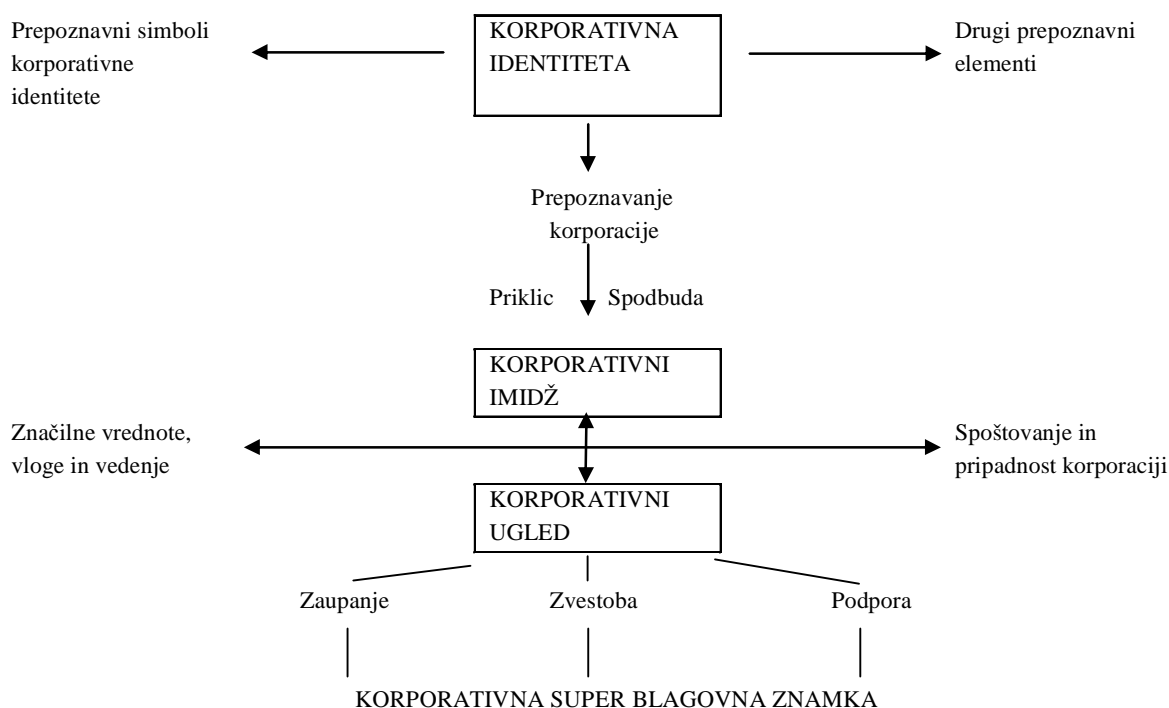 Prepoznavni simboli
korporativne
identitete
KORPORATIVNA
IDENTITETA
Drugi prepoznavni
elementi
Prepoznavanje
korporacije
Priklic
Spodbuda
KORPORATIVNI
IMIDŽ
Značilne vrednote,
vloge in vedenje
Spoštovanje in
pripadnost korporaciji
KORPORATIVNI
UGLED
Zaupanje
Zvestoba
Podpora
KORPORATIVNA SUPER BLAGOVNA ZNAMKA